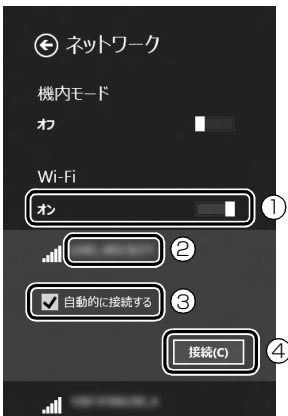 ネットワーク
機内モード
オフ
Wi-Fi
オン
①
②
自動的に接続する
③
接続(C)
④